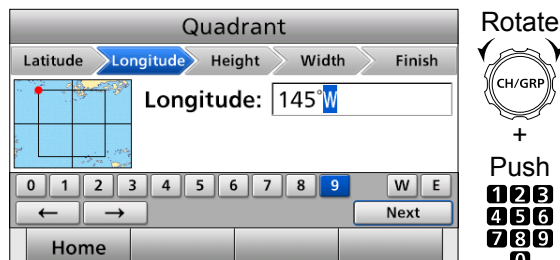 Quadrant
Latitude Longitude Height Width Finish
Longitude: 145°W
0 1 2 3 4 5 6 7 8 9 W E
← → Next
Home
Rotate
CH/GRP
+
Push
1 2 3
4 5 6
7 8 9
0